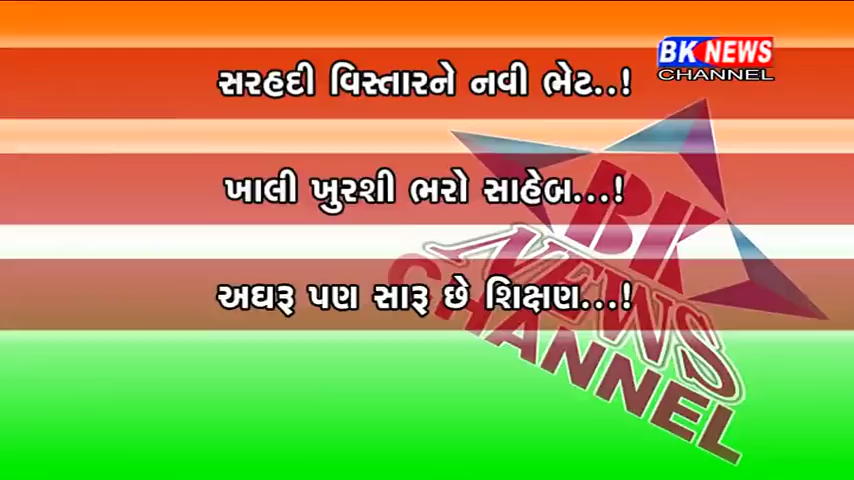 BK NEWS
CHANNEL
સરહદી વિસ્તારને નવી ભેટ..!
ખાલી ખુરશી ભરો સાહેબ...!
અઘરૂ પણ સારૂ છે શિક્ષણ...!
BK
NEWS
CHANNEL